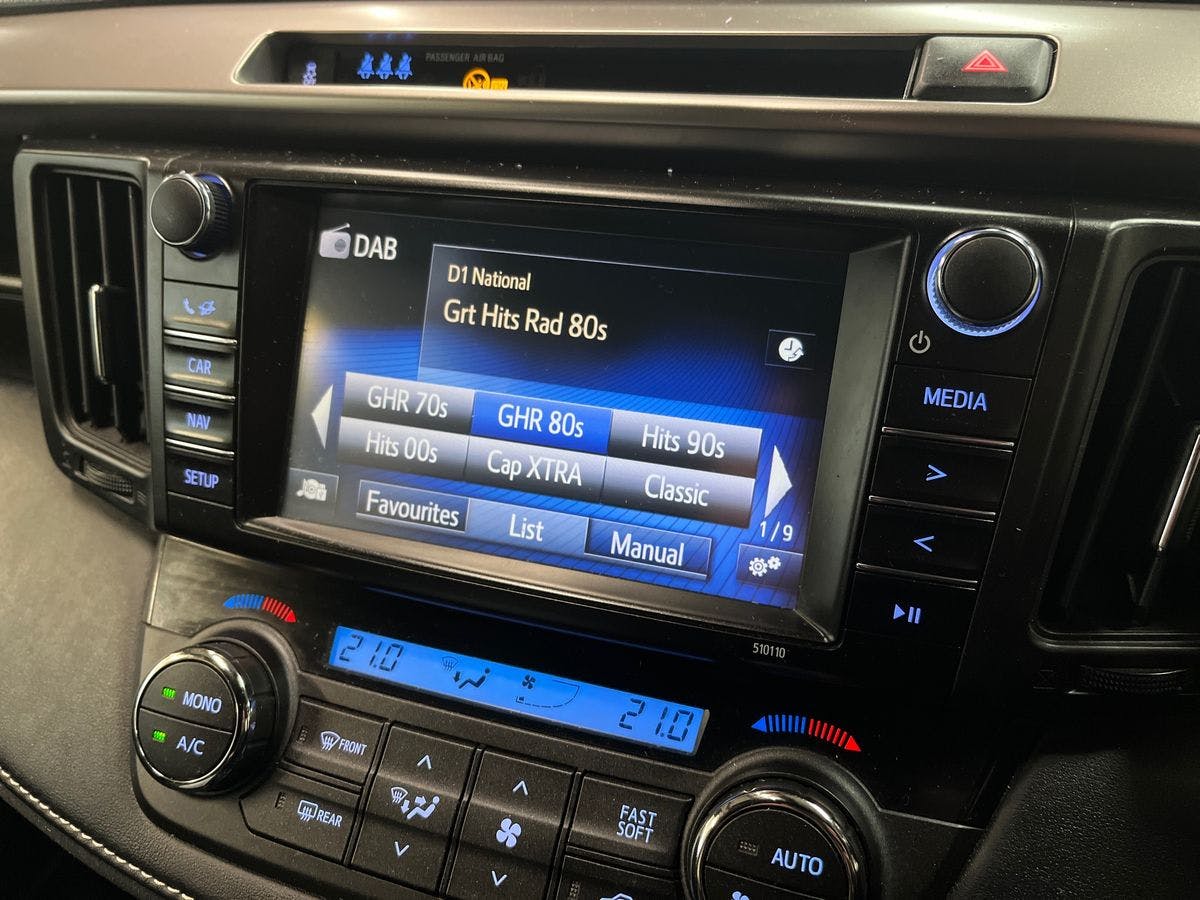 PASSENGER AIR BAG
DAB
D1 National
Grt Hits Rad 80s
GHR 70s
GHR 80s
Hits 90s
Hits 00s
Cap XTRA
Classic
Favourites
List
Manual
1/9
CAR
NAV
SETUP
MEDIA
>
<
510110
21.0
21.0
MONO
A/C
FRONT
REAR
FAST
SOFT
AUTO